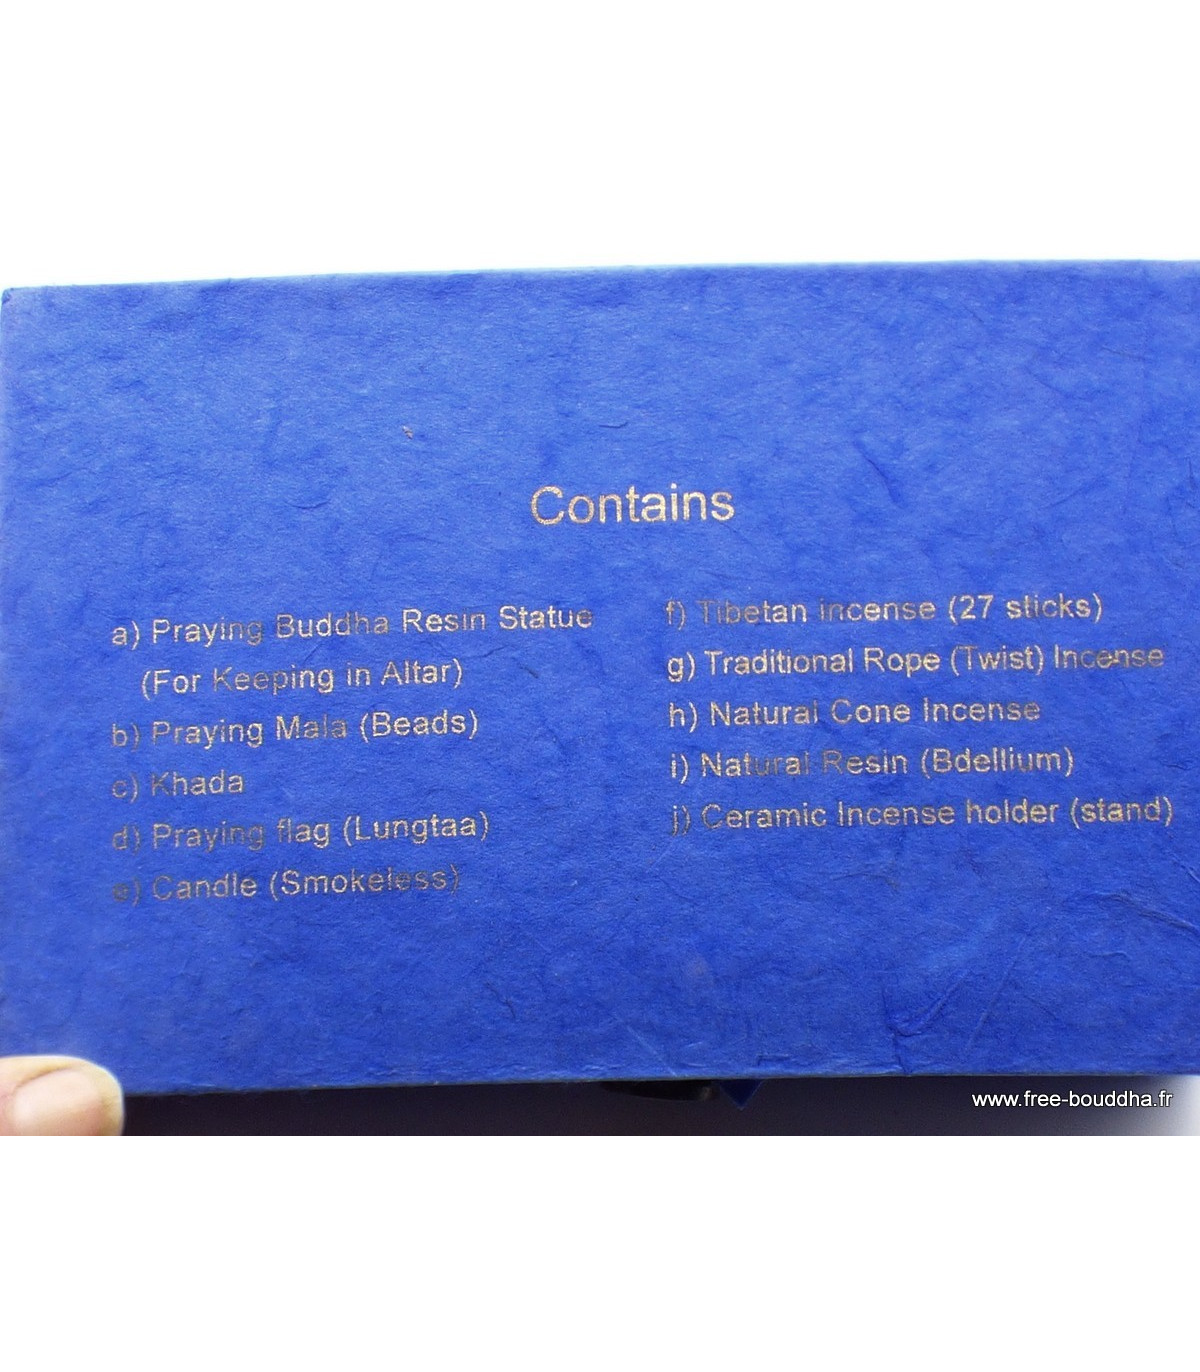 Contains
a) Praying Buddha Resin Statue
(For Keeping in Altar)
b) Praying Mala (Beads)
c) Khada
d) Praying flag (Lungtaa)
e) Candle (Smokeless)
f) Tibetan incense (27 sticks)
g) Traditional Rope (Twist) Incense
h) Natural Cone Incense
i) Natural Resin (Bdellium)
j) Ceramic Incense holder (stand)
www.free-bouddha.fr